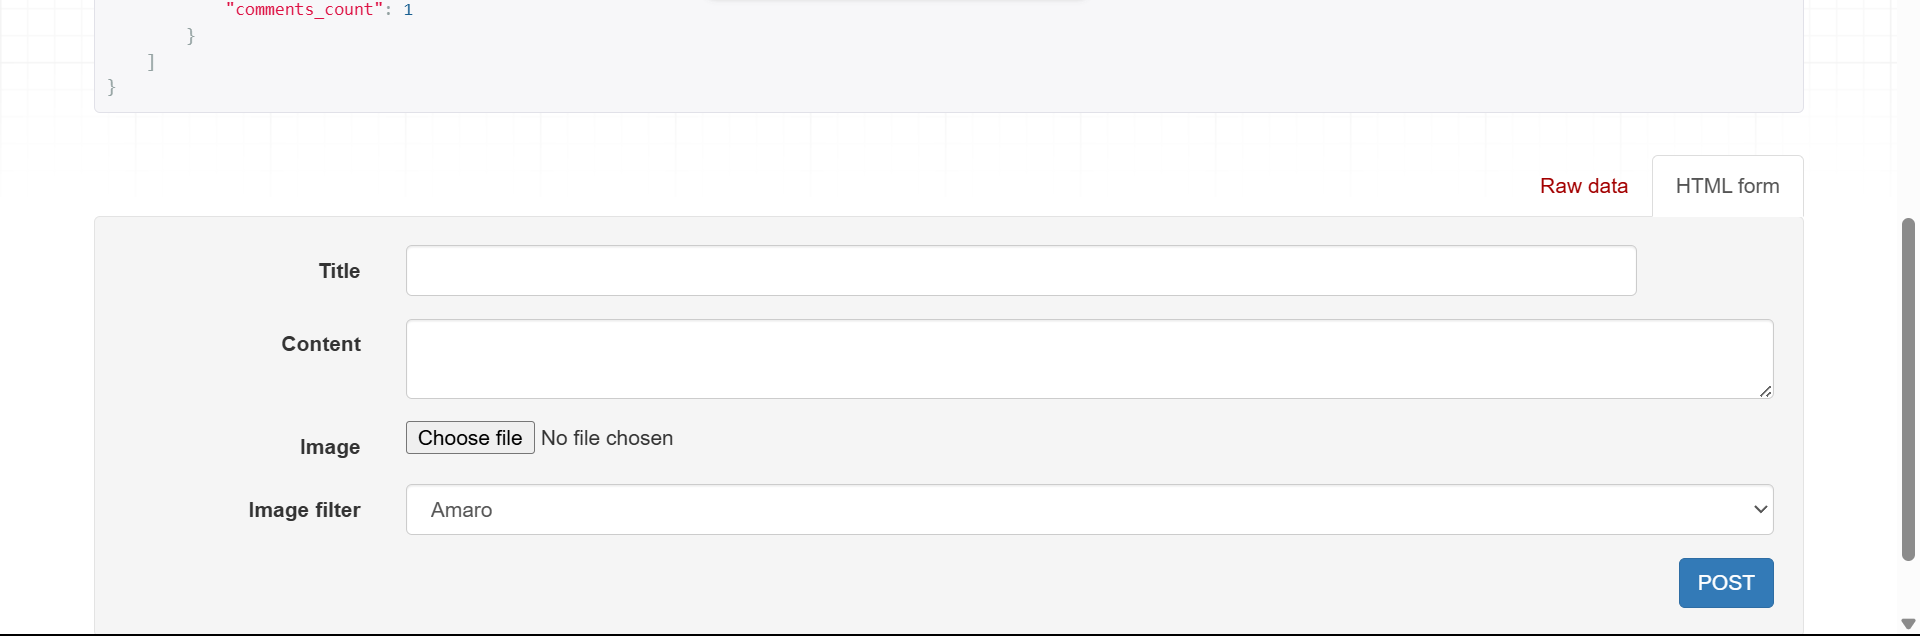 "comments_count": 1
}
]
}
Raw data
HTML form
Title
Content
Image
Choose file No file chosen
Image filter
Amaro
POST